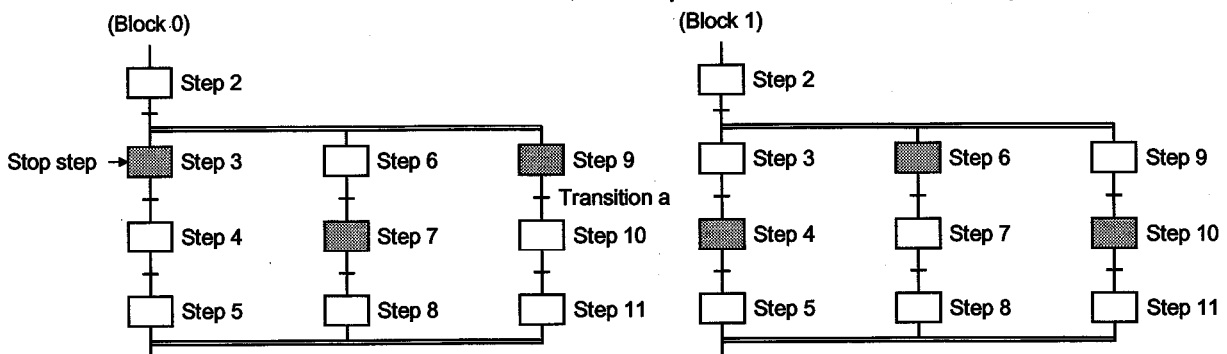 (Block 0)
Step 2
Stop step
Step 3
Step 6
Step 9
Transition a
Step 4
Step 7
Step 10
Step 5
Step 8
Step 11
(Block 1)
Step 2
Step 3
Step 6
Step 9
Step 4
Step 7
Step 10
Step 5
Step 8
Step 11